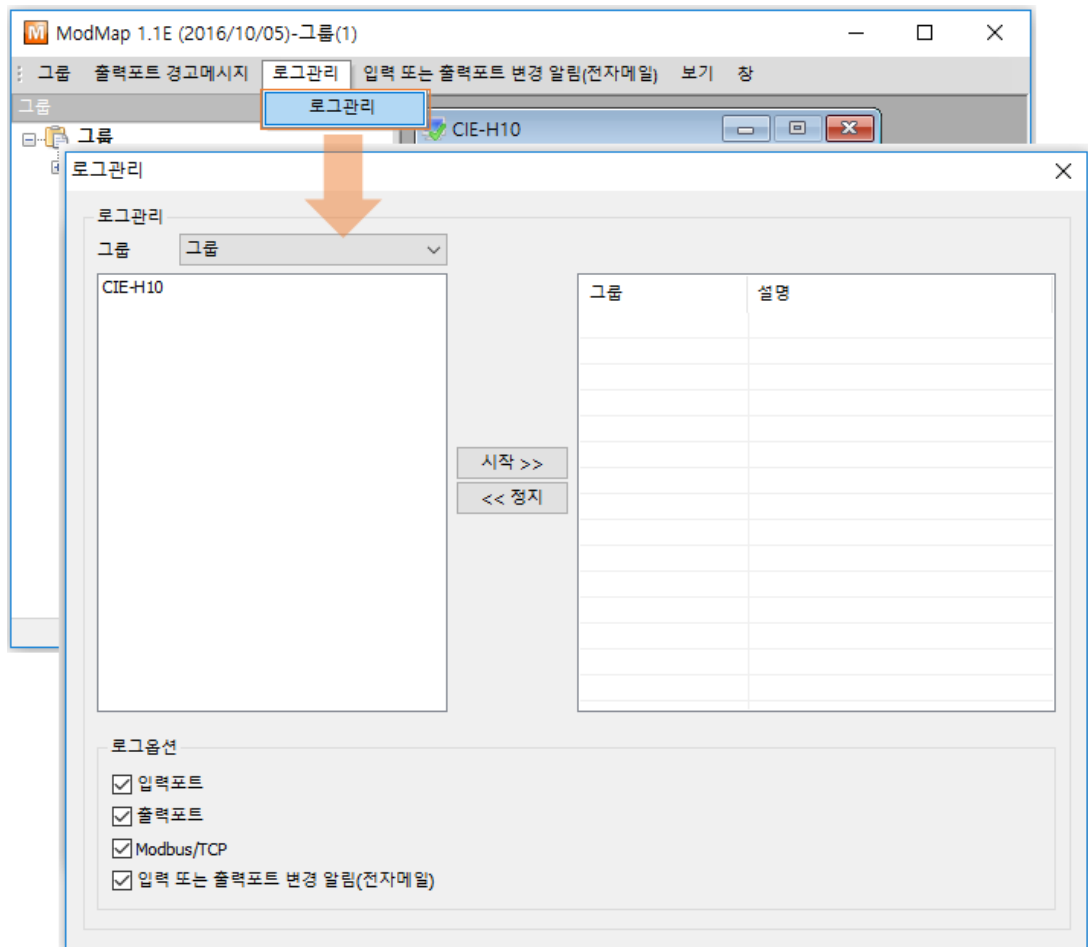 ModMap 1.1E (2016/10/05)-그룹(1)
그룹 출력포트 경고메시지 로그관리 입력 또는 출력포트 변경 알림(전자메일) 보기 창
그룹
로그관리
그룹
CIE-H10
로그관리
로그관리
그룹 그룹
CIE-H10
그룹 설명
시작 >>
<< 정지
로그옵션
입력포트
출력포트
Modbus/TCP
입력 또는 출력포트 변경 알림(전자메일)